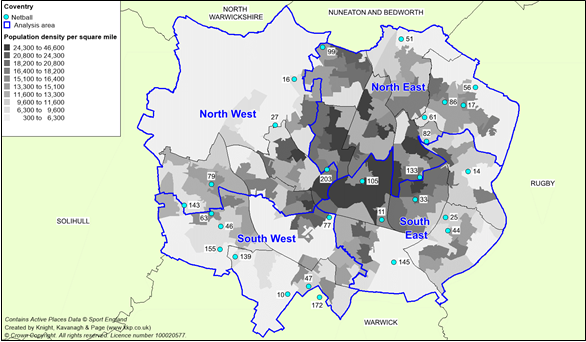 Coventry
Netball
Analysis area
Population density per square mile
24,300 to 46,600
20,800 to 24,300
18,200 to 20,800
16,400 to 18,200
15,100 to 16,400
13,300 to 15,100
11,600 to 13,300
9,600 to 11,600
6,300 to 9,600
300 to 6,300
NORTH
WARWICKSHIRE
NUNEATON AND BEDWORTH
51
99
16
North East
56
86
17
North West
61
27
82
203
105
133
14
79
RUGBY
143
33
63
11
25
SOLIHULL
46
77
South
East
44
South West
155
139
145
47
10
172
WARWICK
Contains Active Places Data © Sport England
Created by Knight, Kavanagh & Page (www.kkp.co.uk)
© Crown Copyright. All rights reserved. Licence number 100020577.